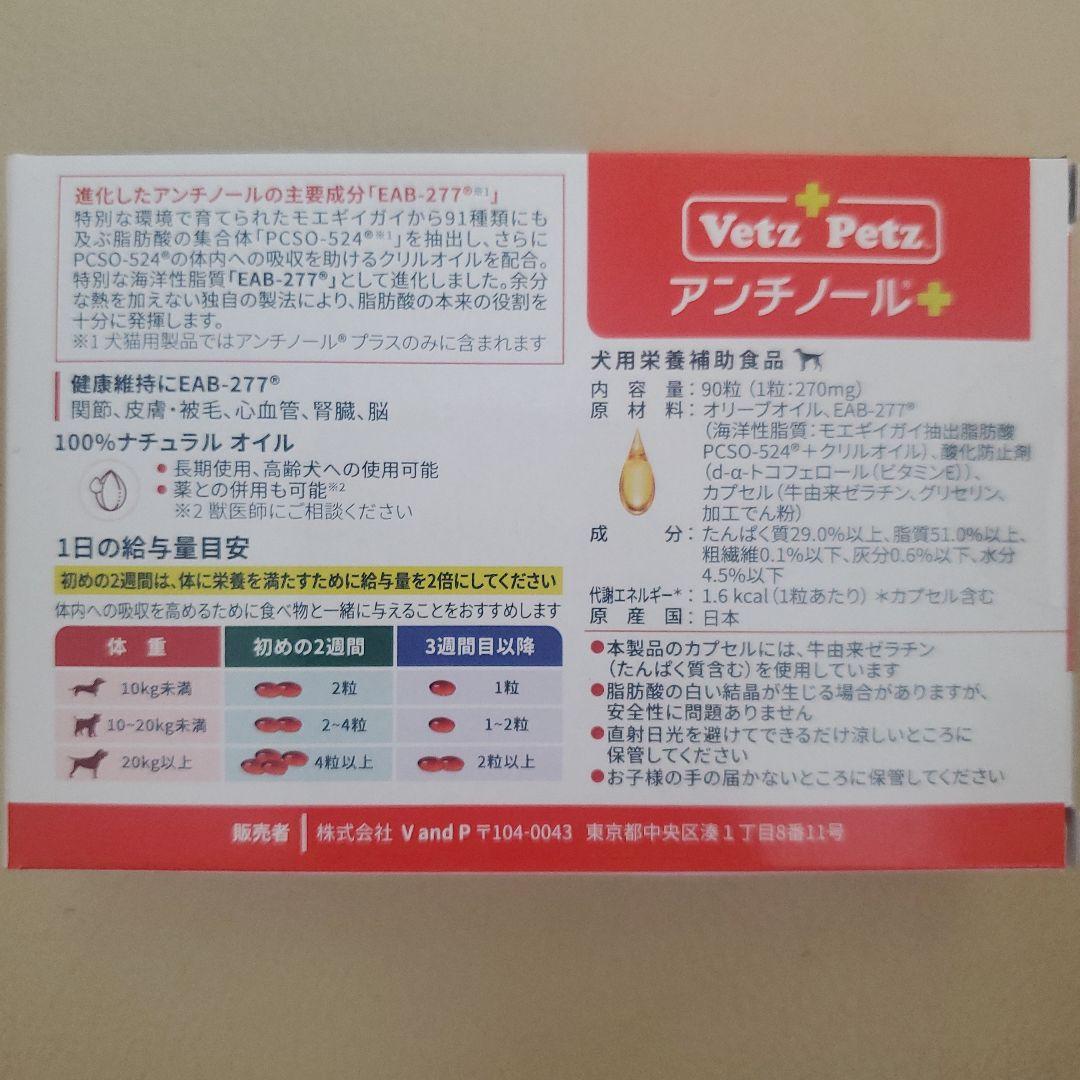 進化したアンチノールの主要成分「EAB-277®※1」
特別な環境で育てられたモエギイガイから91種類にも
及ぶ脂肪酸の集合体「PCSO-524®※1」を抽出し、さらに
PCSO-524®の体内への吸収を助けるクリルオイルを配合。
特別な海洋性脂質「EAB-277®」として進化しました。余分
な熱を加えない独自の製法により、脂肪酸の本来の役割を
十分に発揮します。
※1 犬猫用製品ではアンチノール® プラスのみに含まれます
健康維持にEAB-277®
関節、皮膚・被毛、心血管、腎臓、脳
100%ナチュラル オイル
● 長期使用、高齢犬への使用可能
● 薬との併用も可能※2
※2 獣医師にご相談ください
1日の給与量目安
初めの2週間は、体に栄養を満たすために給与量を2倍にしてください
体内への吸収を高めるために食べ物と一緒に与えることをおすすめします
体 重 初めの2週間 3週間目以降
10kg未満 2粒 1粒
10~20kg未満 2~4粒 1~2粒
20kg以上 4粒以上 2粒以上
Vetz Petz
アンチノール®
犬用栄養補助食品
内容量:90粒(1粒:270mg)
原材料:オリーブオイル、EAB-277®
(海洋性脂質:モエギイガイ抽出脂肪酸
PCSO-524®+クリルオイル)、酸化防止剤
(d-α-トコフェロール(ビタミンE))、
カプセル(牛由来ゼラチン、グリセリン、
加工でん粉)
成分:たんぱく質29.0%以上、脂質51.0%以上、
粗繊維0.1%以下、灰分0.6%以下、水分
4.5%以下
代謝エネルギー*:1.6 kcal(1粒あたり) *カプセル含む
原産国:日本
●本製品のカプセルには、牛由来ゼラチン
(たんぱく質含む)を使用しています
●脂肪酸の白い結晶が生じる場合がありますが、
安全性に問題ありません
●直射日光を避けてできるだけ涼しいところに
保管してください
●お子様の手の届かないところに保管してください
販売者 株式会社 V and P 〒104-0043 東京都中央区湊1丁目8番11号